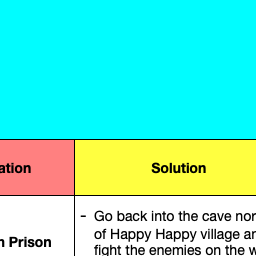 ation
Solution
- Go back into the cave nor
of Happy Happy village ar
n Prison
fight the enemies on the w